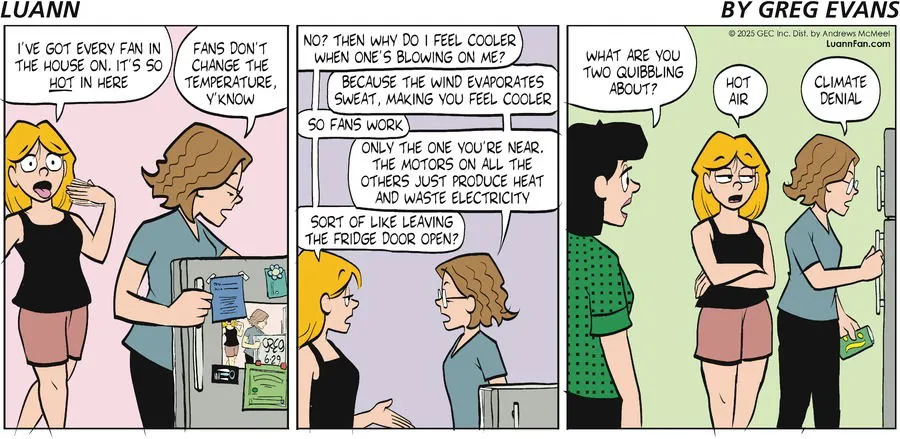 LUANN
BY GREG EVANS
© 2025 GEC Inc. Dist. by Andrews McMeel
LuannFan.com
I'VE GOT EVERY FAN IN
THE HOUSE ON. IT'S SO
HOT IN HERE
FANS DON'T
CHANGE THE
TEMPERATURE,
Y'KNOW
GREG
6-29
NO? THEN WHY DO I FEEL COOLER
WHEN ONE'S BLOWING ON ME?
BECAUSE THE WIND EVAPORATES
SWEAT, MAKING YOU FEEL COOLER
SO FANS WORK
ONLY THE ONE YOU'RE NEAR.
THE MOTORS ON ALL THE
OTHERS JUST PRODUCE HEAT
AND WASTE ELECTRICITY
SORT OF LIKE LEAVING
THE FRIDGE DOOR OPEN?
WHAT ARE YOU
TWO QUIBBLING
ABOUT?
HOT
AIR
CLIMATE
DENIAL